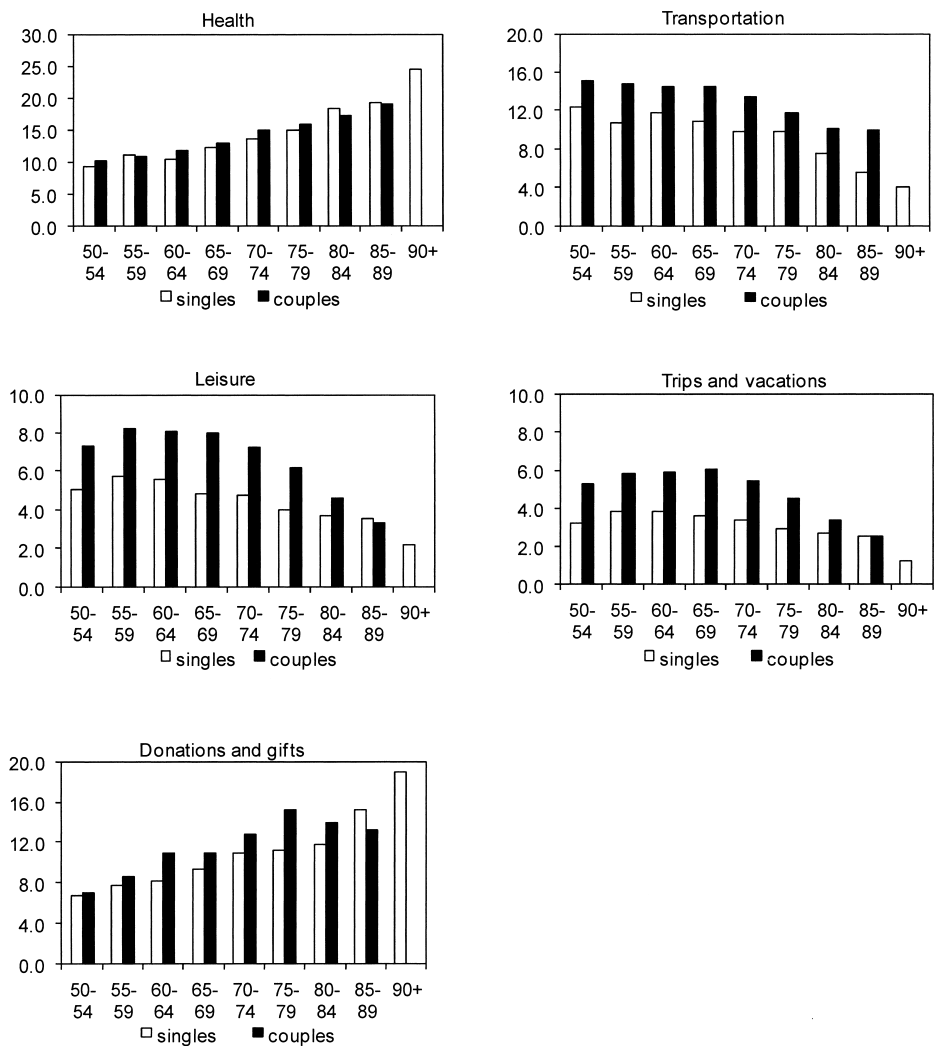 Health
30.0
25.0
20.0
15.0
10.0
5.0
0.0
50- 55- 60- 65- 70- 75- 80- 85- 90+
54 59 64 69 74 79 84 89
singles couples
Transportation
20.0
16.0
12.0
8.0
4.0
0.0
50- 55- 60- 65- 70- 75- 80- 85- 90+
54 59 64 69 74 79 84 89
singles couples
Leisure
10.0
8.0
6.0
4.0
2.0
0.0
50- 55- 60- 65- 70- 75- 80- 85- 90+
54 59 64 69 74 79 84 89
singles couples
Trips and vacations
10.0
8.0
6.0
4.0
2.0
0.0
50- 55- 60- 65- 70- 75- 80- 85- 90+
54 59 64 69 74 79 84 89
singles couples
Donations and gifts
20.0
16.0
12.0
8.0
4.0
0.0
50- 55- 60- 65- 70- 75- 80- 85- 90+
54 59 64 69 74 79 84 89
singles couples